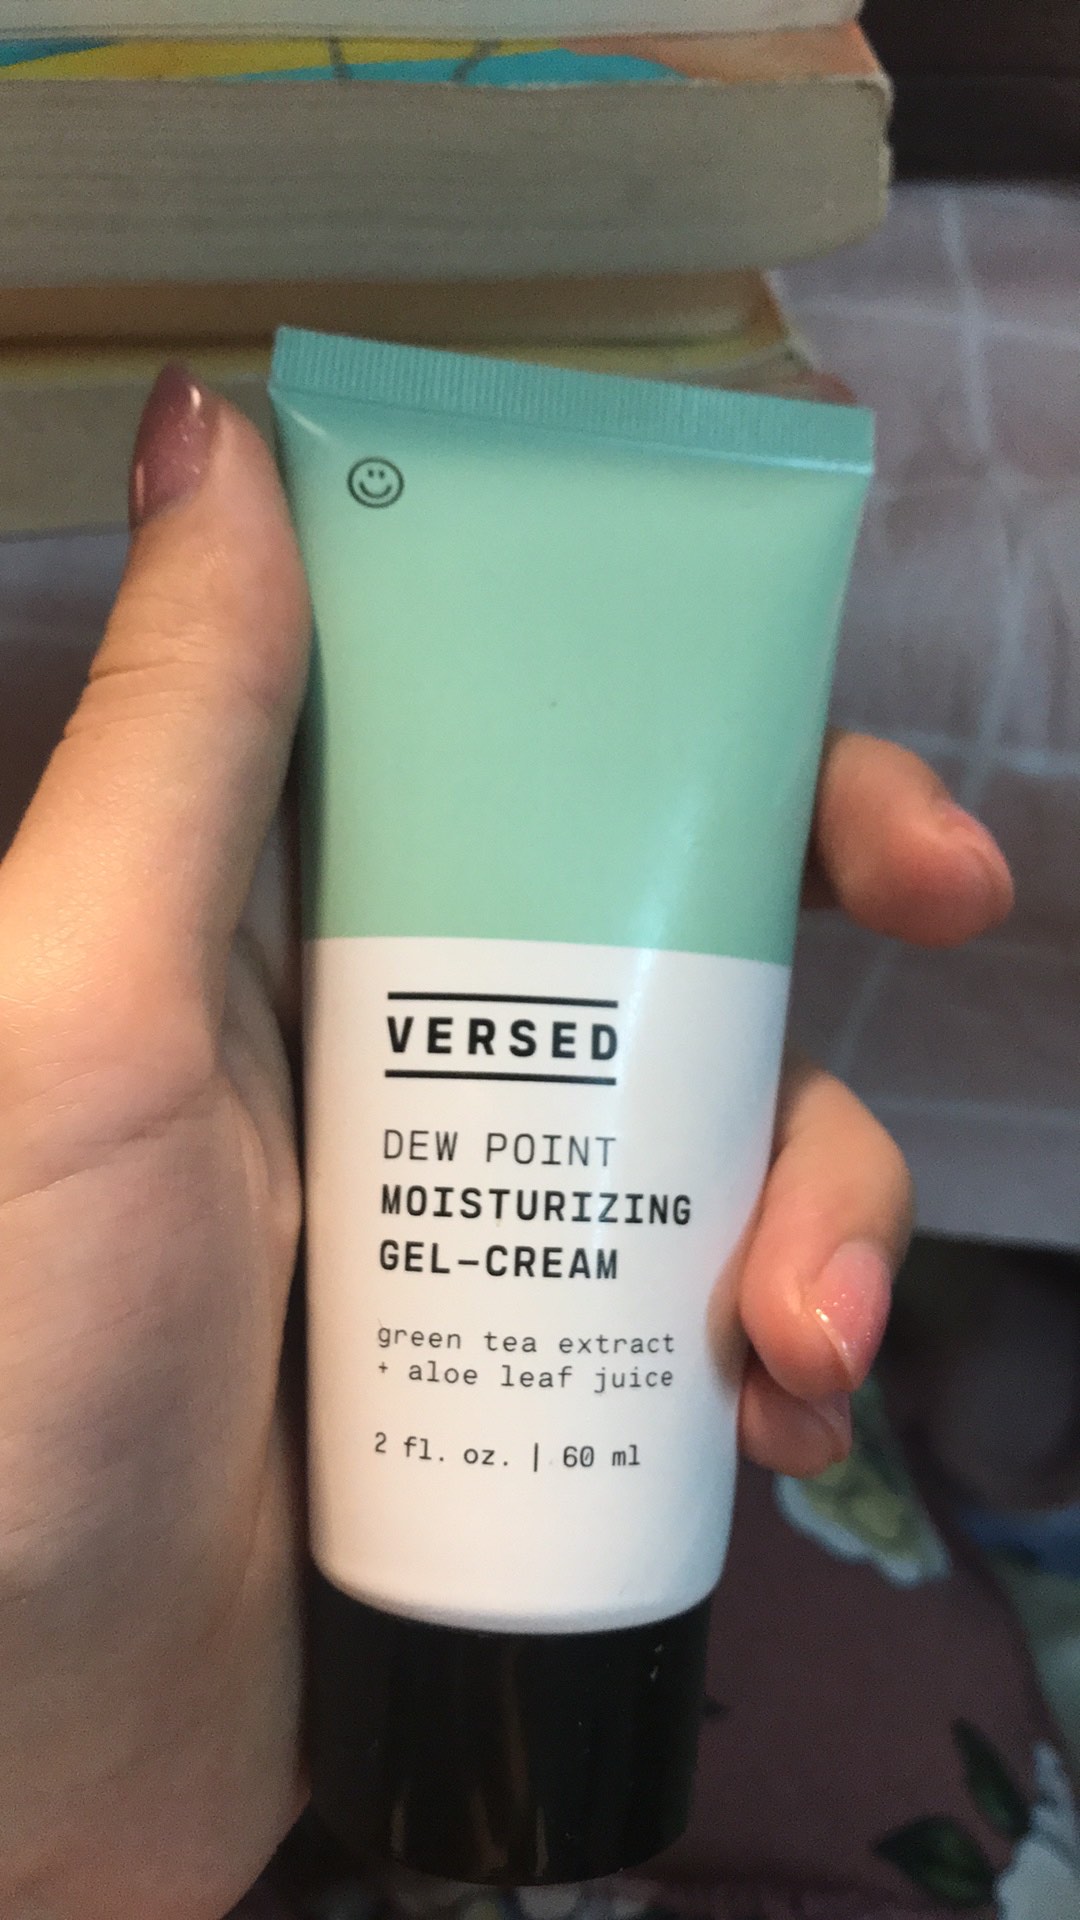 VERSED
DEW POINT
MOISTURIZING
GEL-CREAM
green tea extract
+ aloe leaf juice
2 fl. oz. | 60 ml